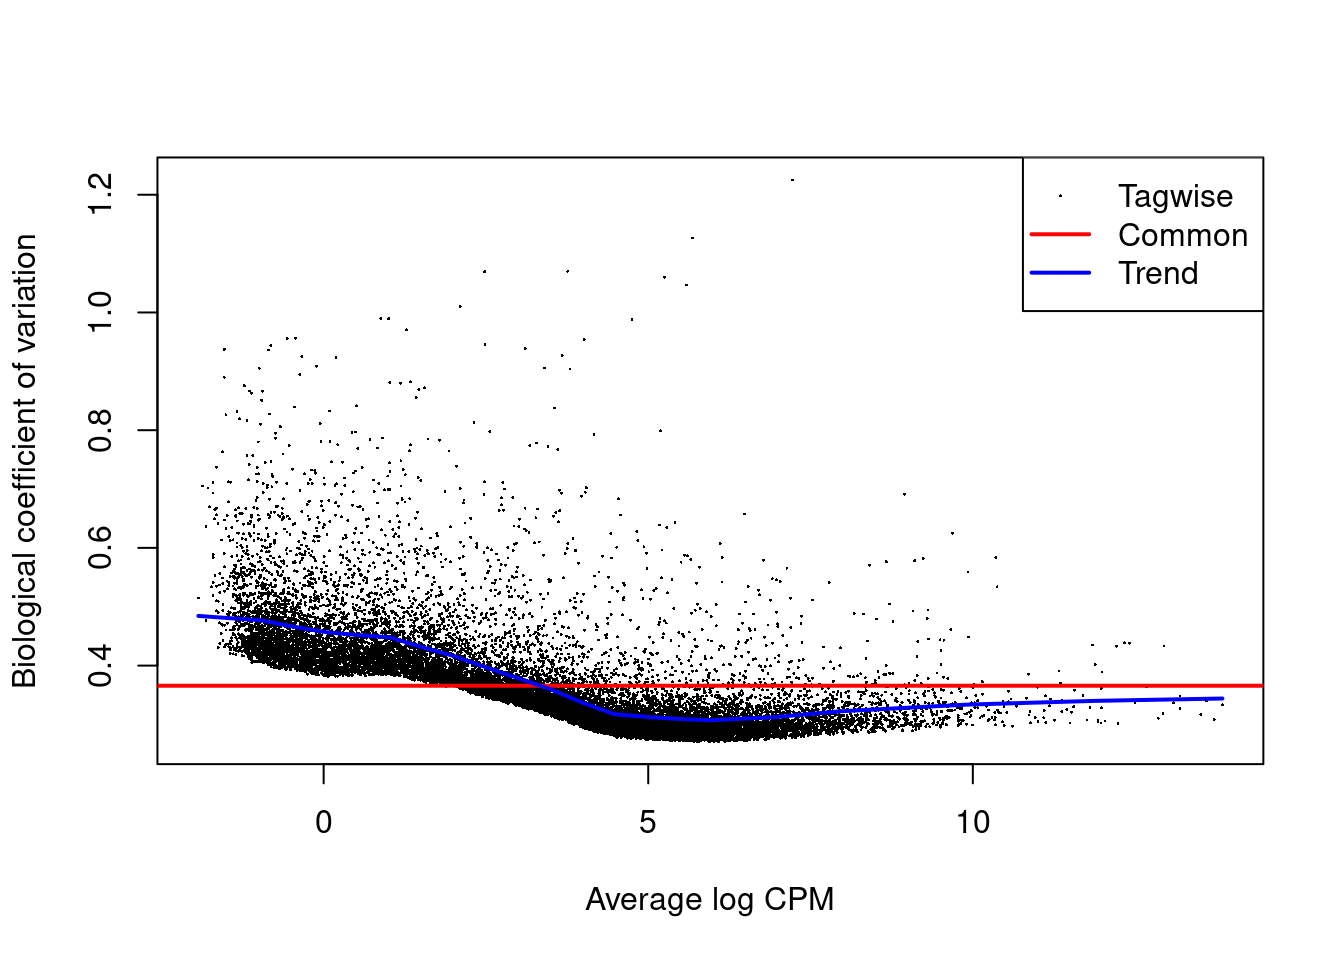 Tagwise
Common
Trend
Biological coefficient of variation
1.2
1.0
0.8
0.6
0.4
0
5
10
Average log CPM